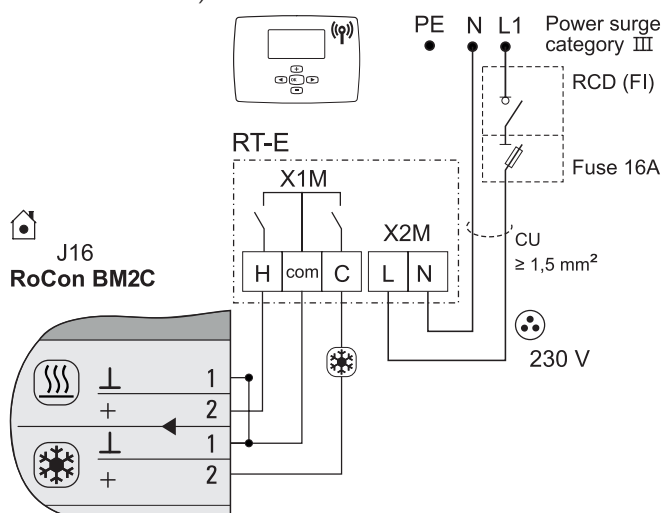 )
PE N L1
Power surge
category III
RCD (FI)
Fuse 16A
RT-E
X1M
X2M
H com C L N
OK
CU
≥ 1,5 mm²
230 V
J16
RoCon BM2C
⊥ 1
+ 2
⊥ 1
+ 2